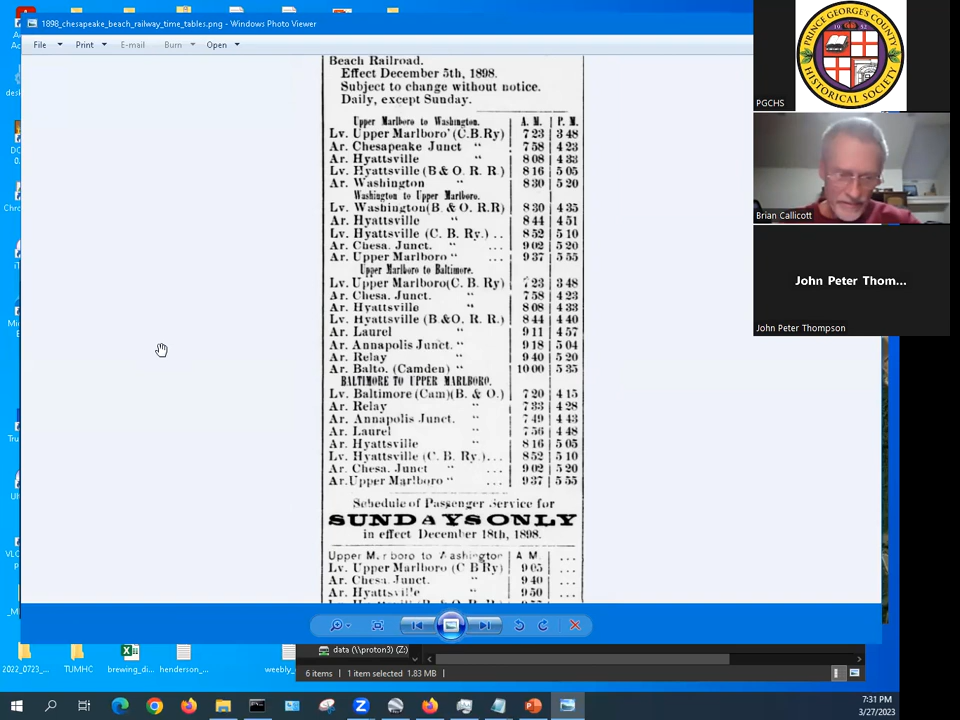 1898_chesapeake_beach_railway_time_tables.png - Windows Photo Viewer
File Print E-mail Burn Open
Beach Railroad.
Effect December 5th, 1898.
Subject to change without notice.
Daily, except Sunday.
Upper Marlboro to Washington. A. M. P. M.
Lv. Upper Marlboro' (C.B.Ry) 7 23 3 48
Ar. Chesapeake Junct " 7 58 4 23
Ar. Hyattsville " 8 08 4 33
Lv. Hyattsville (B & O. R. R.) 8 16 5 05
Ar. Washington " 8 30 5 20
Washington to Upper Marlboro.
Lv. Washington(B. & O. R.R) 8 30 4 35
Ar. Hyattsville " 8 44 4 51
Lv. Hyattsville (C. B. Ry.) .. 8 52 5 10
Ar. Chesa. Junct. " ... 9 02 5 20
Ar. Upper Marlboro " ... 9 37 5 55
Upper Marlboro to Baltimore.
Lv. Upper Marlboro(C. B. Ry) 7 23 3 48
Ar. Chesa. Junct. " 7 58 4 23
Ar. Hyattsville " 8 08 4 33
Lv. Hyattsville (B &O. R. R.) 8 44 4 40
Ar. Laurel " 9 11 4 57
Ar. Annapolis Junct. " 9 18 5 04
Ar. Relay " 9 40 5 20
Ar. Balto. (Camden) " 10 00 5 35
BALTIMORE TO UPPER MARLBORO.
Lv. Baltimore (Cam)(B. & O.) 7 20 4 15
Ar. Relay " 7 33 4 28
Ar. Annapolis Junct. " 7 49 4 43
Ar. Laurel " 7 56 4 48
Ar. Hyattsville " 8 16 5 05
Lv. Hyattsville (C. B. Ry.)... 8 52 5 10
Ar. Chesa. Junct " ... 9 02 5 20
Ar. Upper Marlboro " ... 9 37 5 55
Schedule of Passenger Service for
SUNDAYS ONLY
in effect December 18th, 1898.
Upper Marlboro to Washington A M. ...
Lv. Upper Marlboro (C B Ry) 9 05 ...
Ar. Chesa. Junct. " 9 40 ...
Ar. Hyattsville " 9 50 ...
PRINCE GEORGE'S COUNTY
HISTORICAL SOCIETY
1952
PGCHS
Brian Callicott
John Peter Thom...
John Peter Thompson
2022_0723_...
TUMHC
brewing_di...
henderson_...
weebly_
data (\\proton3) (Z:)
6 items 1 item selected 1.83 MB
7:31 PM
3/27/2023